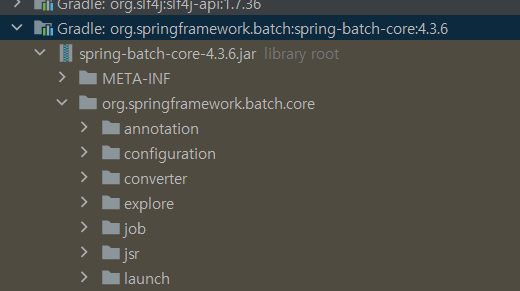 Gradle: org.slf4j:slf4j-api:1.7.36
Gradle: org.springframework.batch:spring-batch-core:4.3.6
spring-batch-core-4.3.6.jar library root
META-INF
org.springframework.batch.core
annotation
configuration
converter
explore
job
jsr
launch